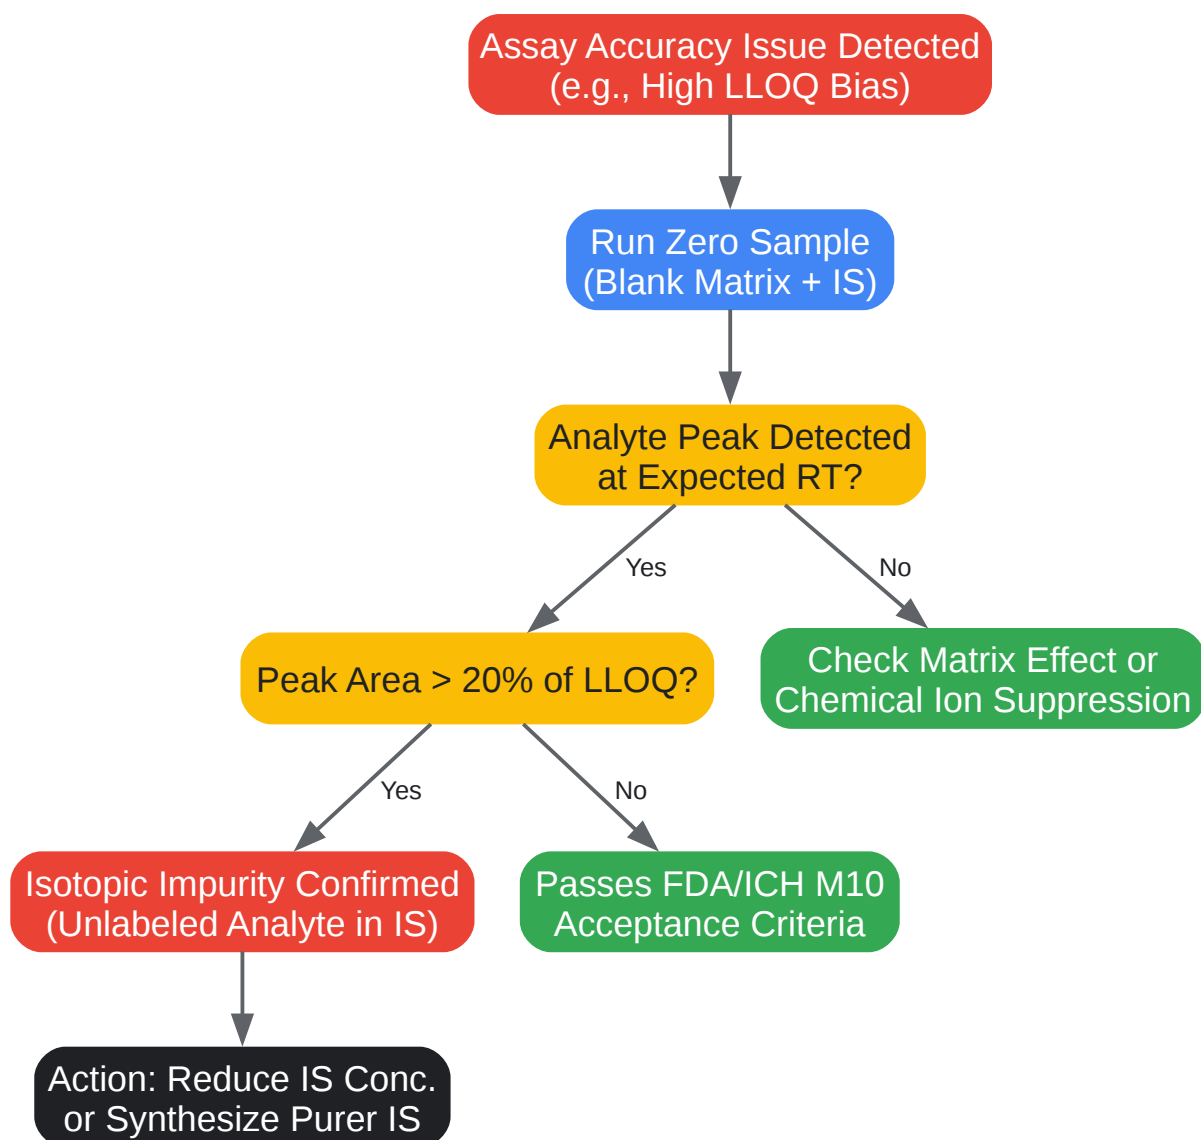 Assay Accuracy Issue Detected
(e.g., High LLOQ Bias)
Run Zero Sample
(Blank Matrix + IS)
Analyte Peak Detected
at Expected RT?
Yes
No
Peak Area > 20% of LLOQ?
Check Matrix Effect or
Chemical Ion Suppression
Yes
No
Isotopic Impurity Confirmed
(Unlabeled Analyte in IS)
Passes FDA/ICH M10
Acceptance Criteria
Action: Reduce IS Conc.
or Synthesize Purer IS